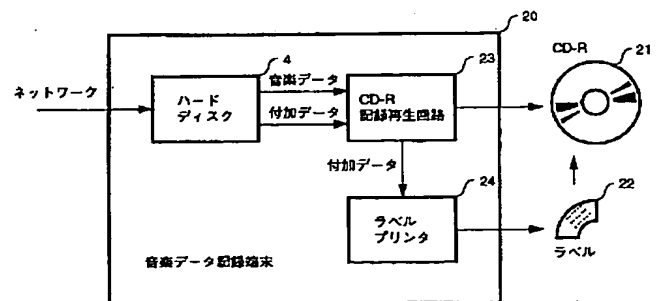 20
CD-R
21
ネットワーク
4
ハード
ディスク
音楽データ
付加データ
23
CD-R
記録再生回路
付加データ
24
ラベル
プリンタ
22
ラベル
音楽データ記録端末